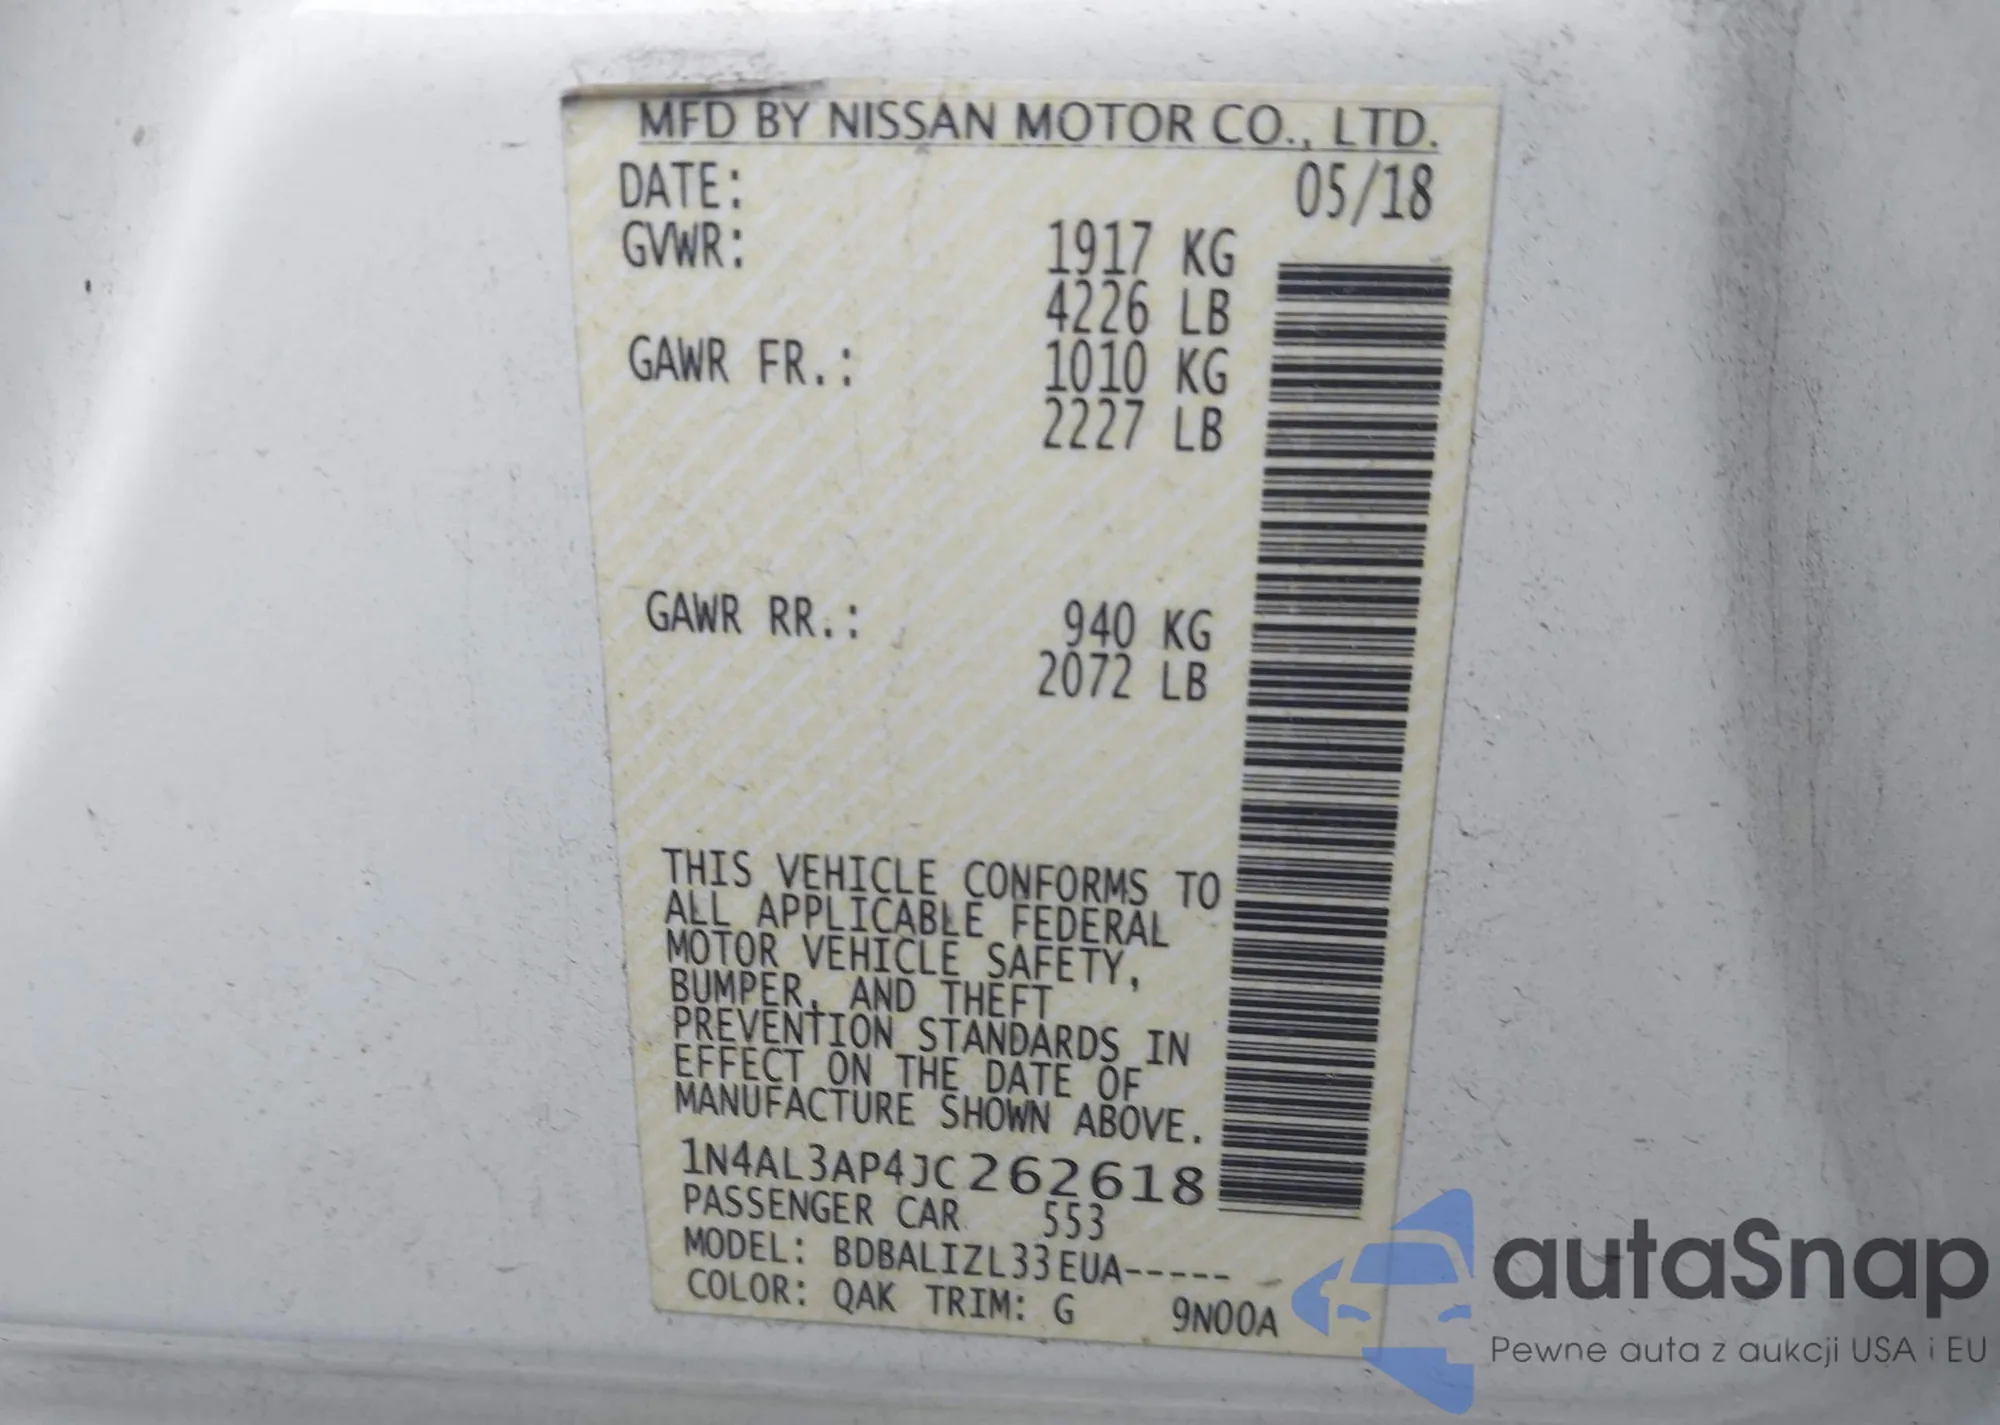 MFD BY NISSAN MOTOR CO., LTD.
DATE: 05/18
GVWR: 1917 KG
4226 LB
GAWR FR.: 1010 KG
2227 LB
GAWR RR.: 940 KG
2072 LB
THIS VEHICLE CONFORMS TO
ALL APPLICABLE FEDERAL
MOTOR VEHICLE SAFETY,
BUMPER, AND THEFT
PREVENTION STANDARDS IN
EFFECT ON THE DATE OF
MANUFACTURE SHOWN ABOVE.
1N4AL3AP4JC262618
PASSENGER CAR 553
MODEL: BDBALIZL33EUA-----
COLOR: QAK TRIM: G 9N00A
autaSnap
Pewne auta z aukcji USA i EU